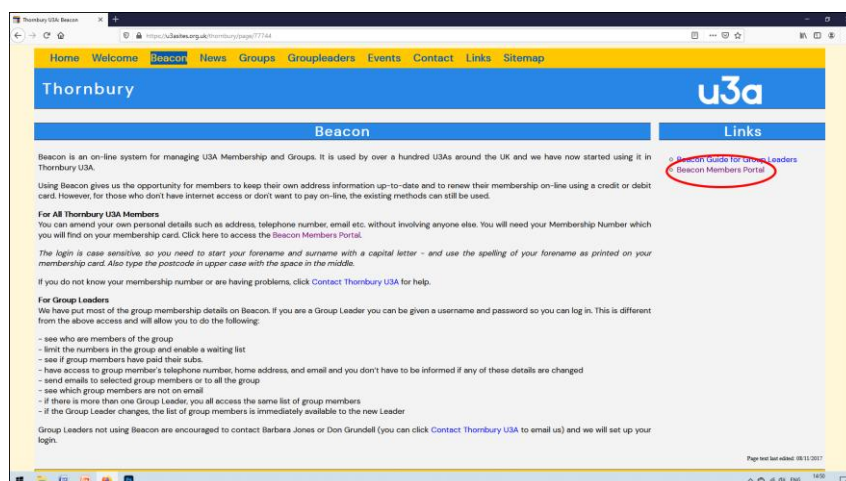 Thornbury U3A: Beacon
https://u3asites.org.uk/thornbury/page/77744
Home Welcome Beacon News Groups Groupleaders Events Contact Links Sitemap
Thornbury
u3a
Beacon
Links
Beacon is an on-line system for managing U3A Membership and Groups. It is used by over a hundred U3As around the UK and we have now started using it in
Thornbury U3A.
Beacon Guide for Group Leaders
Beacon Members Portal
Using Beacon gives us the opportunity for members to keep their own address information up-to-date and to renew their membership on-line using a credit or debit
card. However, for those who don't have internet access or don't want to pay on-line, the existing methods can still be used.
For All Thornbury U3A Members
You can amend your own personal details such as address, telephone number, email etc. without involving anyone else. You will need your Membership Number which
you will find on your membership card. Click here to access the Beacon Members Portal.
The login is case sensitive, so you need to start your forename and surname with a capital letter - and use the spelling of your forename as printed on your
membership card. Also type the postcode in upper case with the space in the middle.
If you do not know your membership number or are having problems, click Contact Thornbury U3A for help.
For Group Leaders
We have put most of the group membership details on Beacon. If you are a Group Leader you can be given a username and password so you can log in. This is different
from the above access and will allow you to do the following:
- see who are members of the group
- limit the numbers in the group and enable a waiting list
- see if group members have paid their subs.
- have access to group member's telephone number, home address, and email and you don't have to be informed if any of these details are changed
- send emails to selected group members or to all the group
- see which group members are not on email
- if there is more than one Group Leader, you all access the same list of group members
- if the Group Leader changes, the list of group members is immediately available to the new Leader
Group Leaders not using Beacon are encouraged to contact Barbara Jones or Don Grundell (you can click Contact Thornbury U3A to email us) and we will set up your
login.
Page text last edited: 08/11/2017
14:50